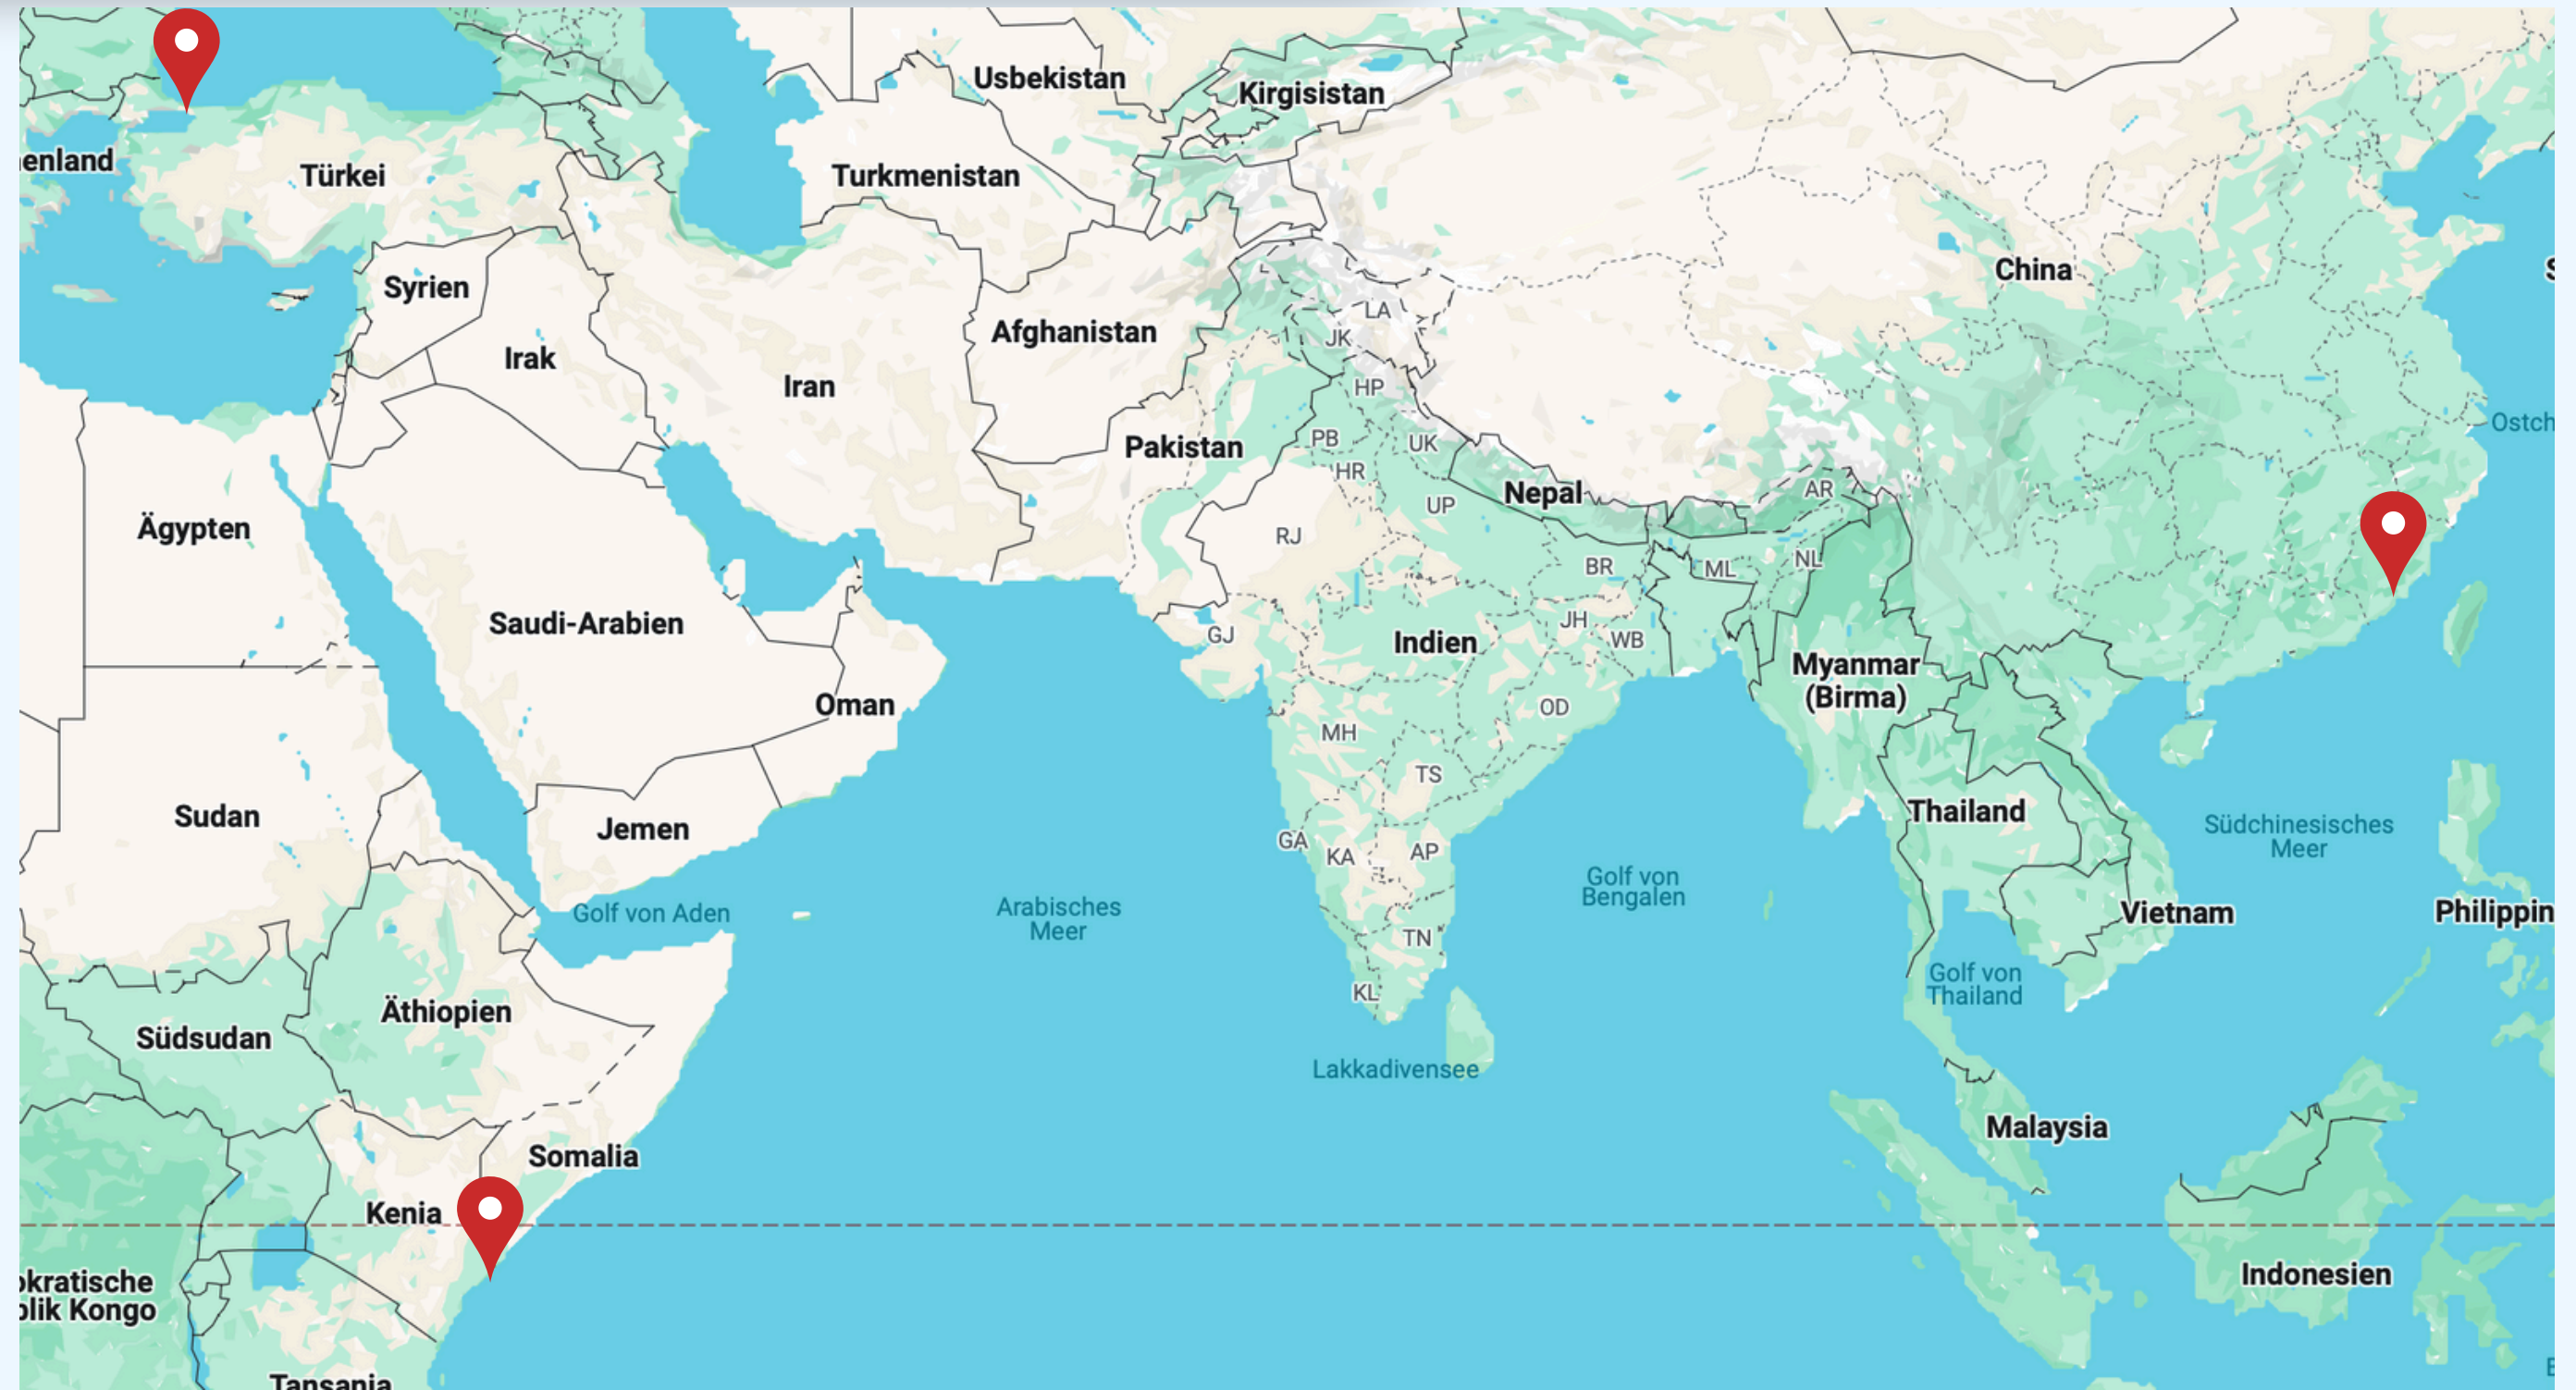 Usbekistan
Kirgisistan
enland
Türkei
Turkmenistan
Syrien
China
LA
Afghanistan
JK
Irak
Iran
HP
Ostch
PB
UK
Pakistan
HR
Nepal
AR
UP
Ägypten
RJ
NL
BR
ML
Saudi-Arabien
JH
GJ
WB
Indien
Myanmar
(Birma)
Oman
OD
MH
TS
Sudan
Thailand
Jemen
Südchinesisches
Meer
GA
KA
AP
Golf von
Bengalen
Golf von Aden
Arabisches
Meer
Vietnam
Philippin
TN
Golf von
Thailand
KL
Äthiopien
Südsudan
Lakkadivensee
Malaysia
Somalia
Kenia
okratische
olik Kongo
Indonesien
Tansania